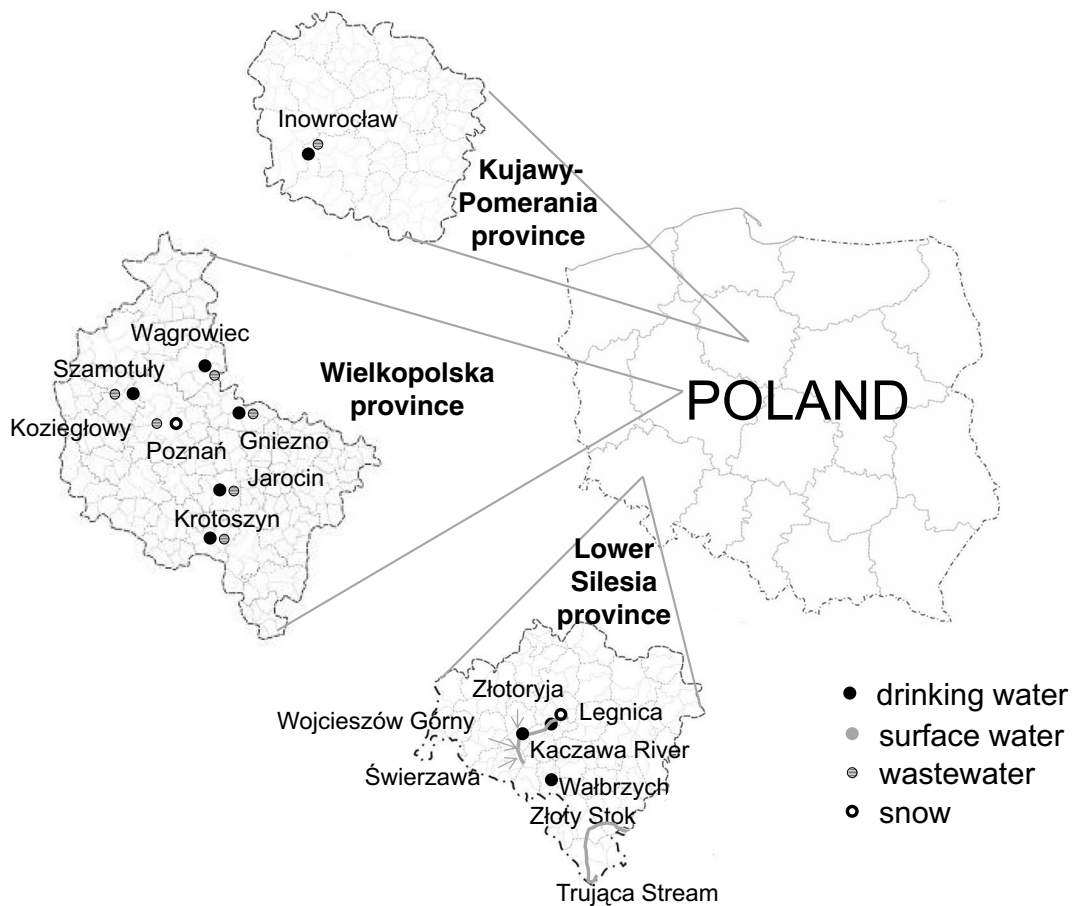 Inowrocław
Kujawy-
Pomerania
province
Wągrowiec
Szamotuły
Koziegłowy
Poznań
Gniezno
Jarocin
Krotoszyn
Wielkopolska
province
POLAND
Lower
Silesia
province
Złotoryja
Wojcieszów Górny
Legnica
Kaczawa River
Świerzawa
Wałbrzych
Złoty Stok
Trująca Stream
drinking water
surface water
wastewater
snow